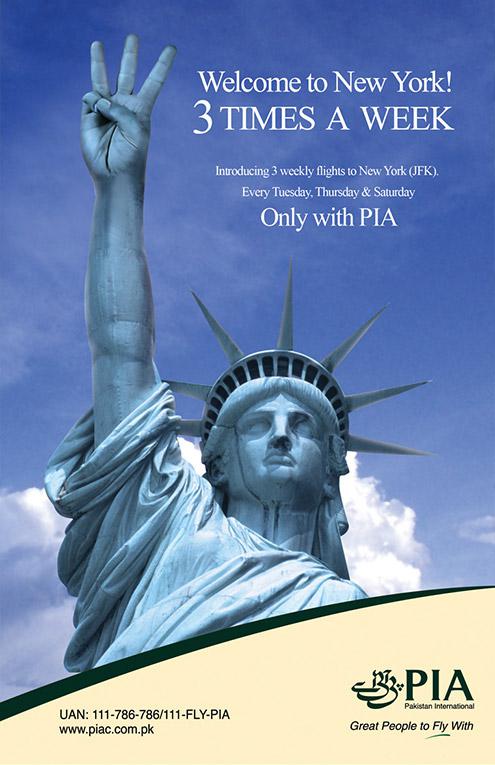 Welcome to New York!
3 TIMES A WEEK
Introducing 3 weekly flights to New York (JFK).
Every Tuesday, Thursday & Saturday
Only with PIA
UAN: 111-786-786/111-FLY-PIA
www.piac.com.pk
PIA
Pakistan International
Great People to Fly With